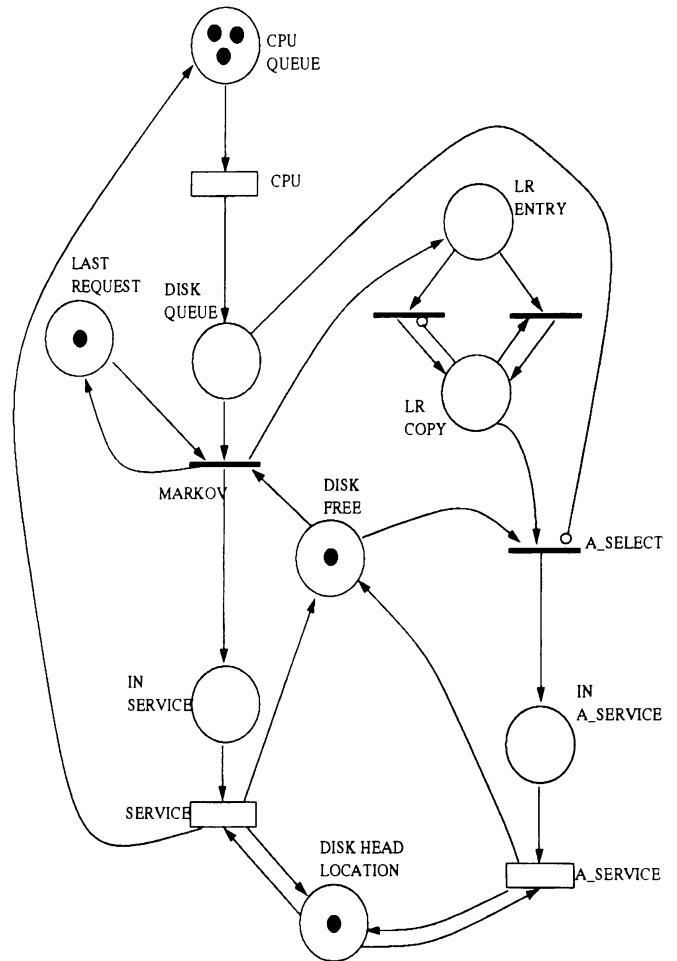 CPU
QUEUE
CPU
LR
ENTRY
LAST
REQUEST
DISK
QUEUE
LR
COPY
MARKOV
DISK
FREE
A_SELECT
IN
SERVICE
IN
A_SERVICE
SERVICE
DISK HEAD
LOCATION
A_SERVICE